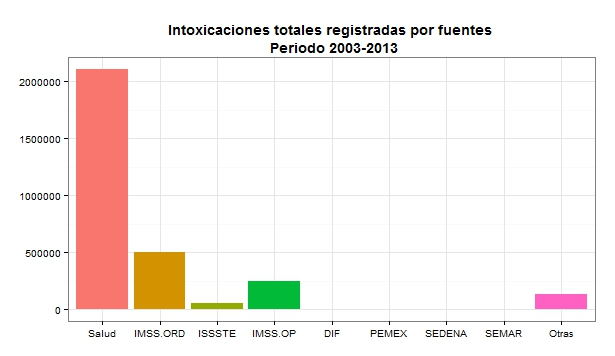 Intoxicaciones totales registradas por fuentes
Periodo 2003-2013
2000000
1500000
1000000
500000
0
Salud IMSS.ORD ISSSTE IMSS.OP DIF PEMEX SEDENA SEMAR Otras